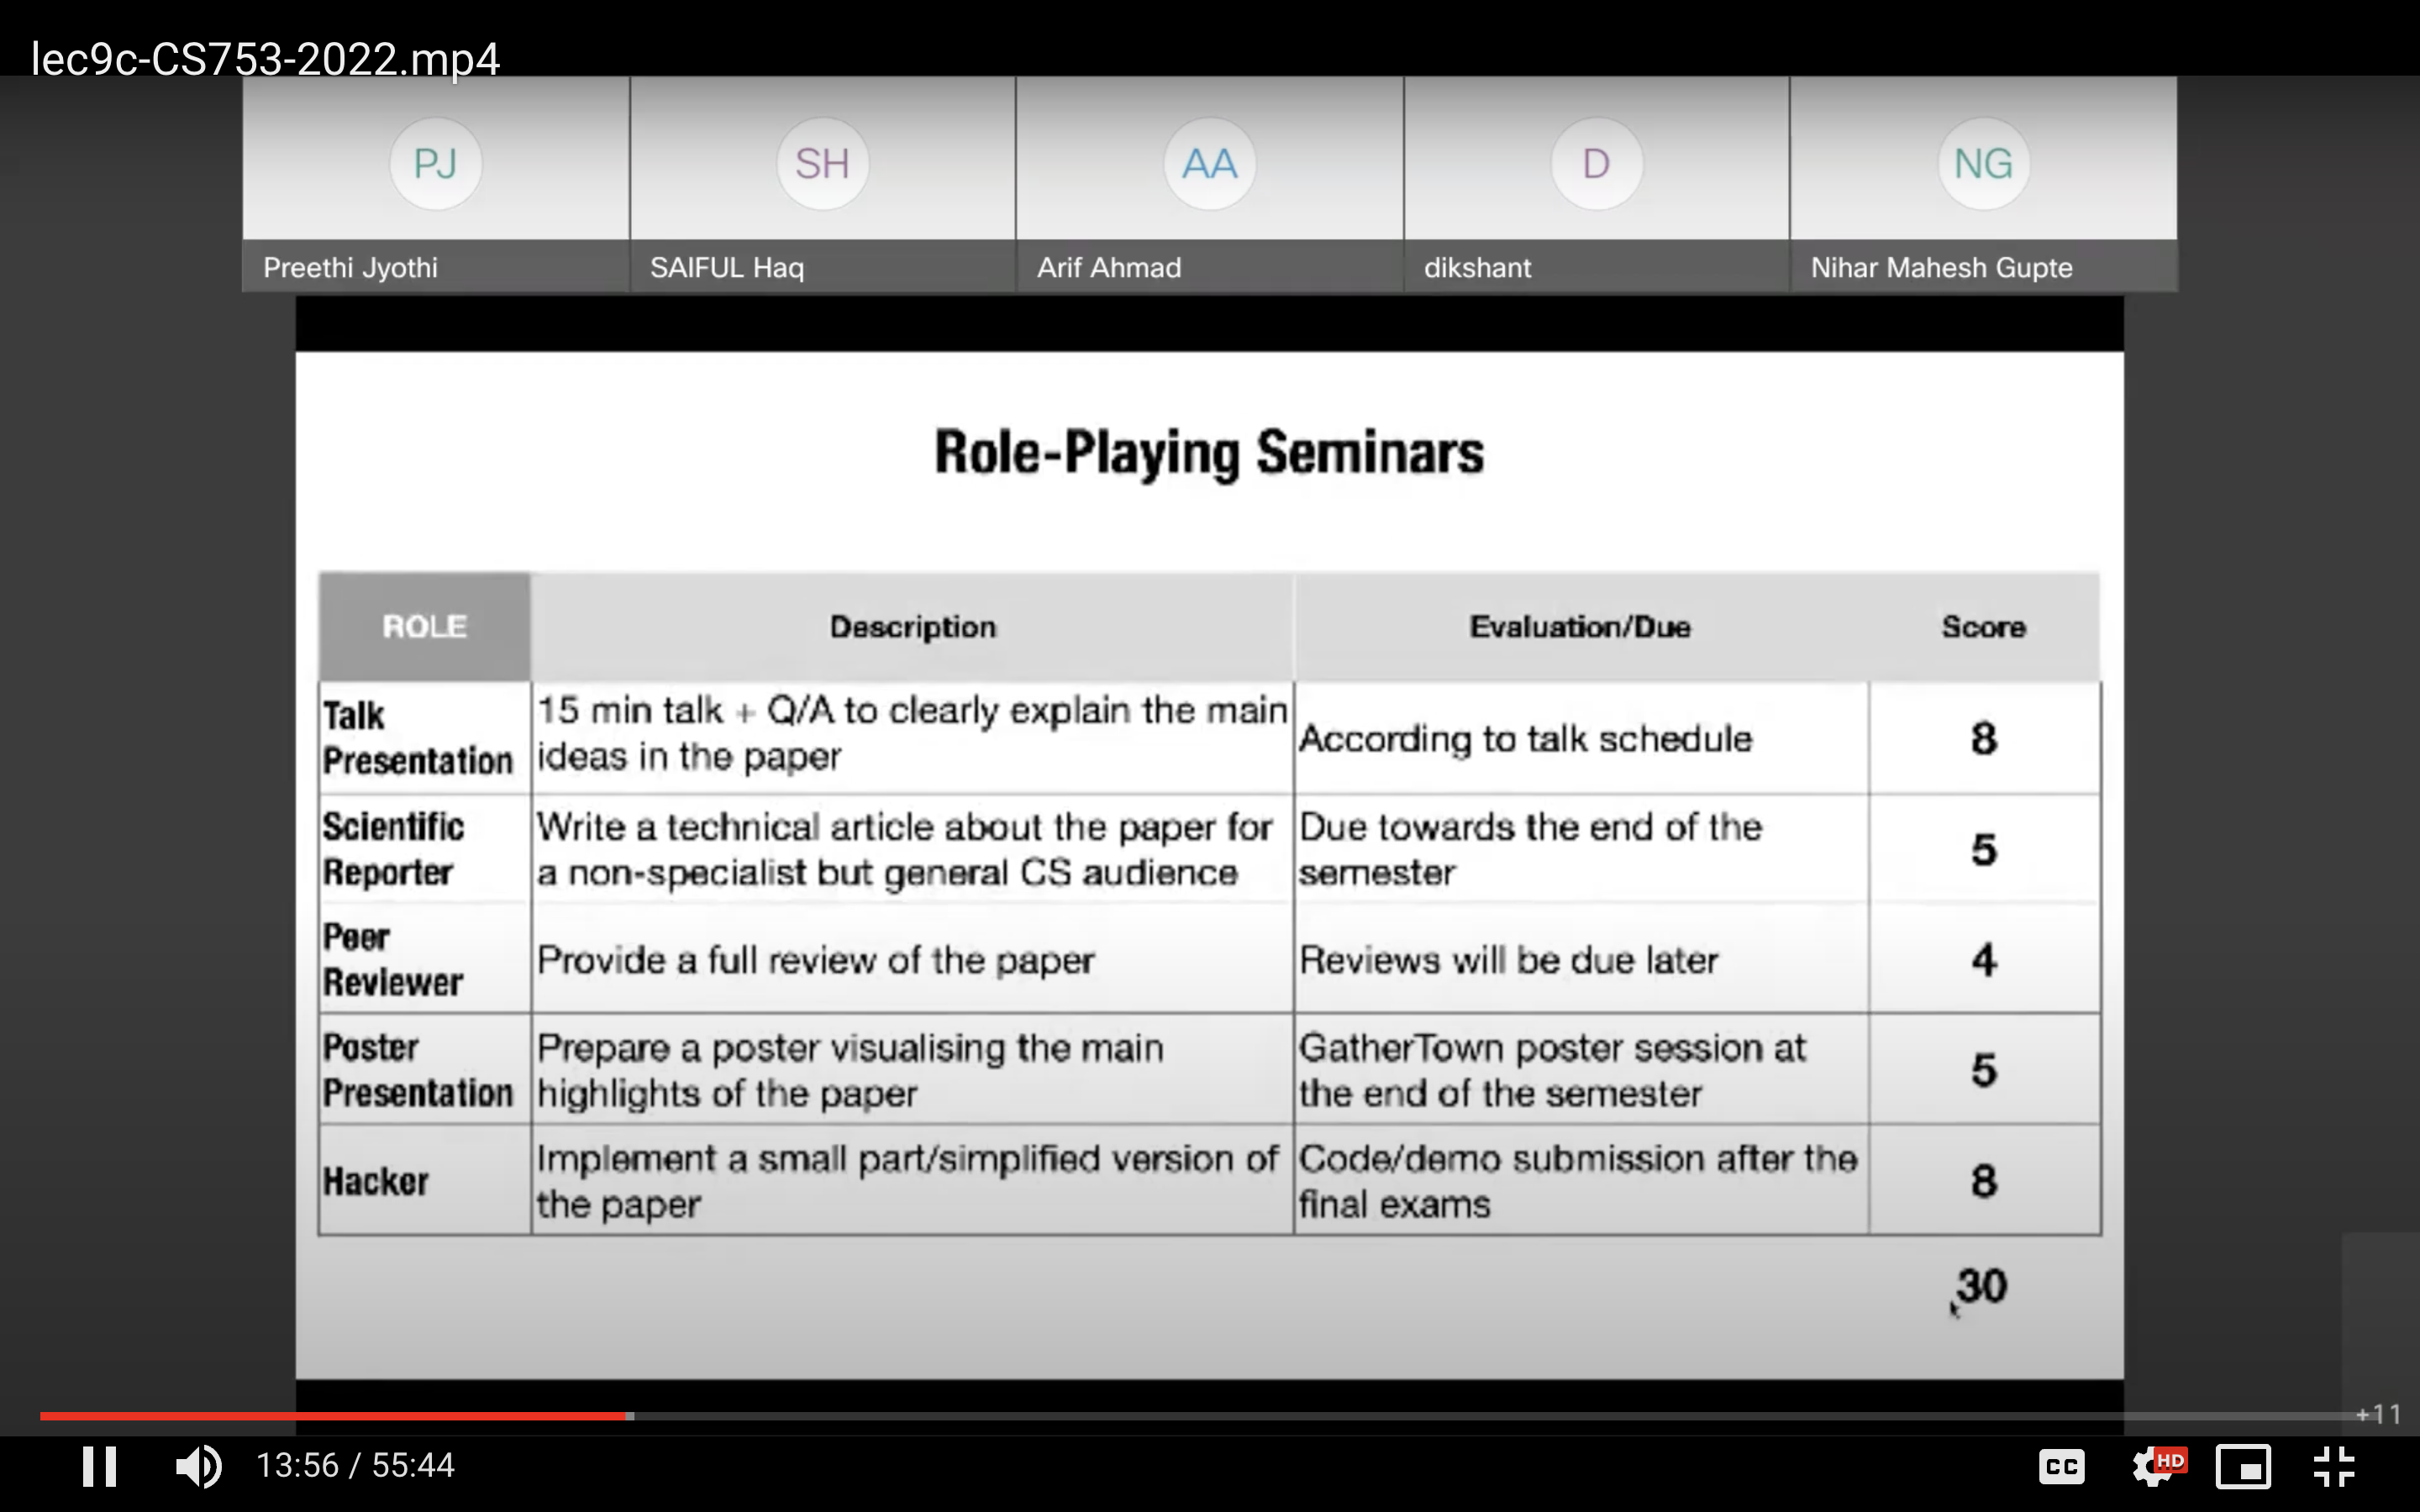 lec9c-CS753-2022.mp4
PJ
SH
AA
D
NG
Preethi Jyothi
SAIFUL Haq
Arif Ahmad
dikshant
Nihar Mahesh Gupte
Role-Playing Seminars
ROLE
Description
Evaluation/Due
Score
Talk
Presentation
15 min talk + Q/A to clearly explain the main
ideas in the paper
According to talk schedule
8
Scientific
Reporter
Write a technical article about the paper for
a non-specialist but general CS audience
Due towards the end of the
semester
5
Peer
Reviewer
Provide a full review of the paper
Reviews will be due later
4
Poster
Presentation
Prepare a poster visualising the main
highlights of the paper
GatherTown poster session at
the end of the semester
5
Hacker
Implement a small part/simplified version of
the paper
Code/demo submission after the
final exams
8
30
+11
13:56 / 55:44
CC
HD